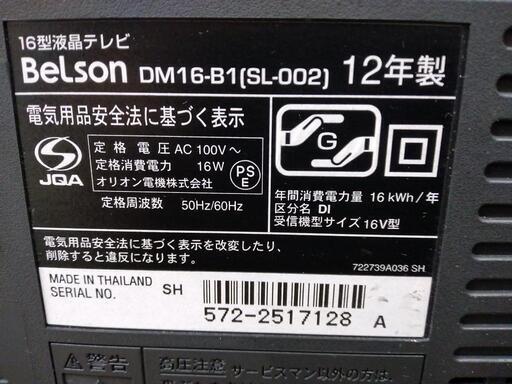 16型液晶テレビ
BeLson DM16-B1(SL-002) 12年製
電気用品安全法に基づく表示
JQA
定格電圧 AC 100V～
定格消費電力 16W
オリオン電機株式会社
定格周波数 50Hz/60Hz
PS
E
G
年間消費電力量 16 kWh/年
区分名 DI
受信機型サイズ 16V型
電気用品安全法に基づく表示を改変したり、
削除すると違反になります。
722739A036 SH
MADE IN THAILAND
SERIAL NO. SH
572-2517128 A
警告
高圧注意 サービスマン以外の